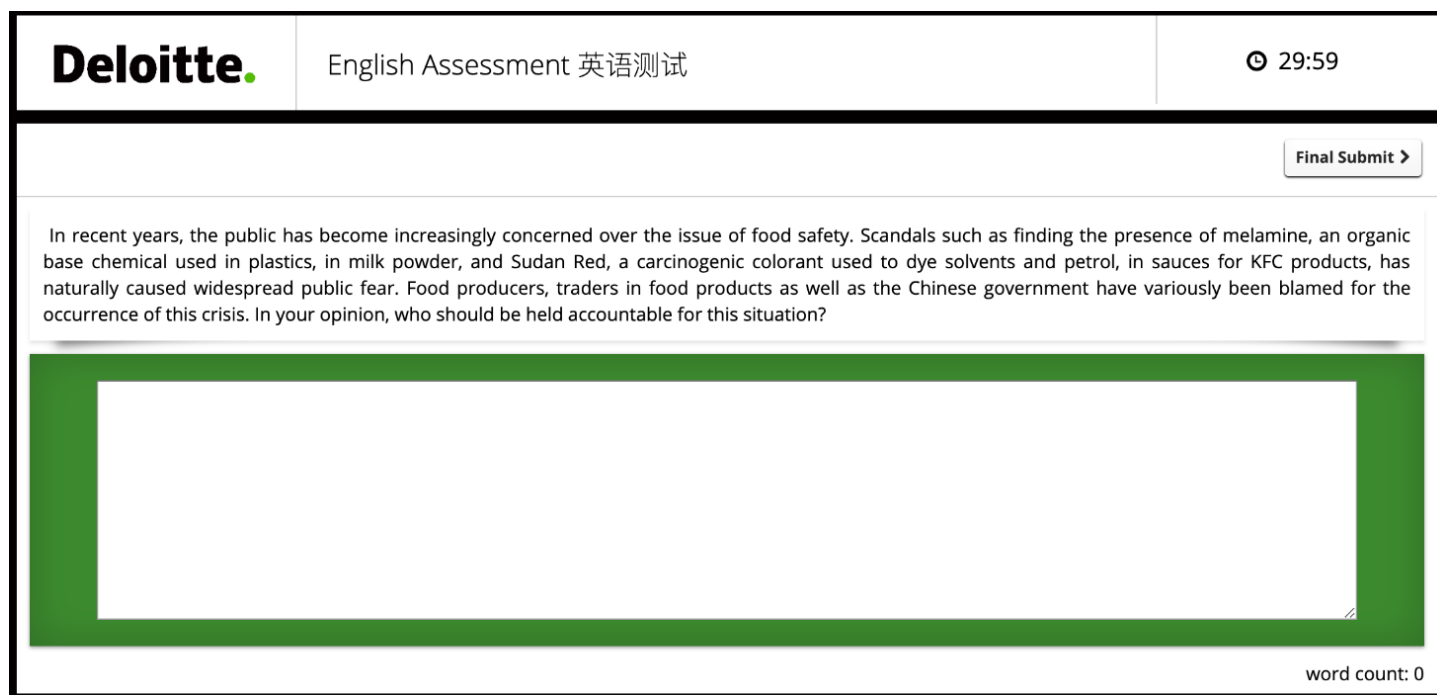 Deloitte.
English Assessment 英语测试
29:59
Final Submit
In recent years, the public has become increasingly concerned over the issue of food safety. Scandals such as finding the presence of melamine, an organic
base chemical used in plastics, in milk powder, and Sudan Red, a carcinogenic colorant used to dye solvents and petrol, in sauces for KFC products, has
naturally caused widespread public fear. Food producers, traders in food products as well as the Chinese government have variously been blamed for the
occurrence of this crisis. In your opinion, who should be held accountable for this situation?
word count: 0